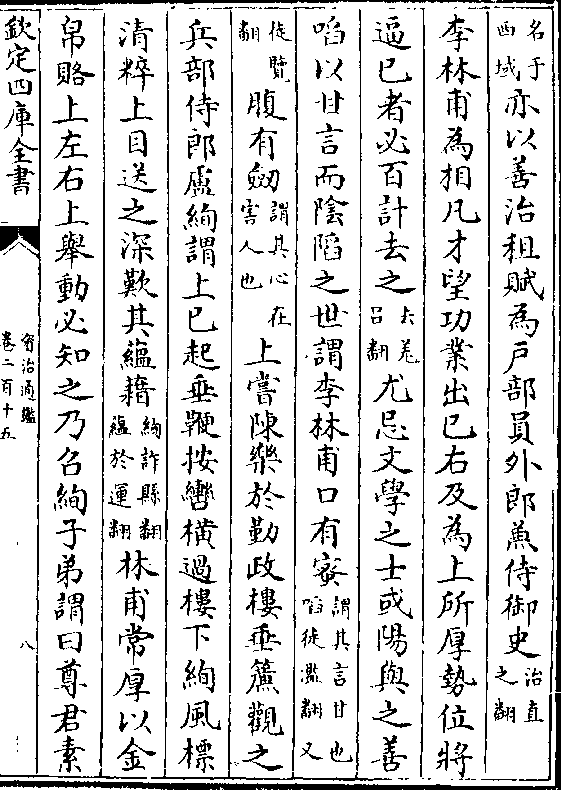 名于
西域
亦以善治租賦為戶部員外郎兼侍御史
治直
之翻
李林甫為相凡才望功業出已右及為上所厚勢位將
逼已者必百計去之
去羌
呂翻
尤忌文學之士或陽與之善
啗以甘言而陰陷之世謂李林甫口有蜜
謂其言甘也
啗徒濫翻又
徒覽
翻
腹有劒
謂其心在
害人也
上嘗陳樂於勤政樓垂簾觀之
兵部侍郎盧絢謂上已起垂鞭按轡橫過樓下絢風標
清粹上目送之深歎其蘊藉
絢許縣翻
蘊於運翻
林甫常厚以金
帛賂上左右上舉動必知之乃召絢子弟謂曰尊君素
欽定四庫全書
資治通鑑
卷二百十五
八